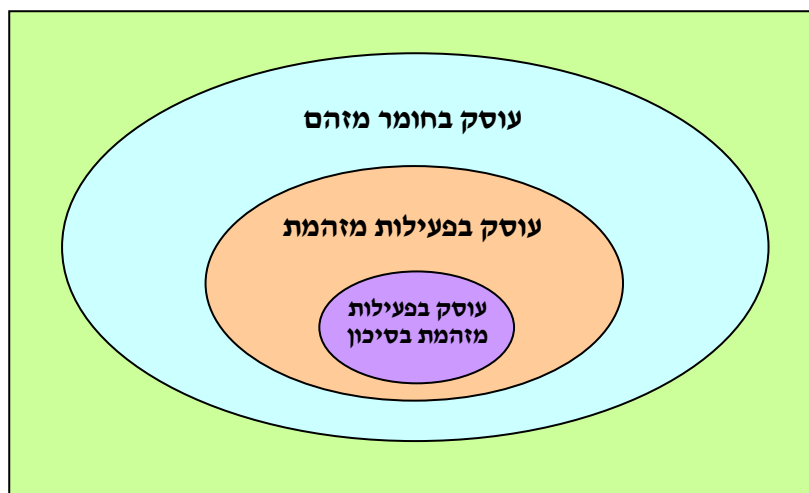 עוסק בחומר מזהם
עוסק בפעילות מזהמת
עוסק בפעילות
מזהמת בסיכון